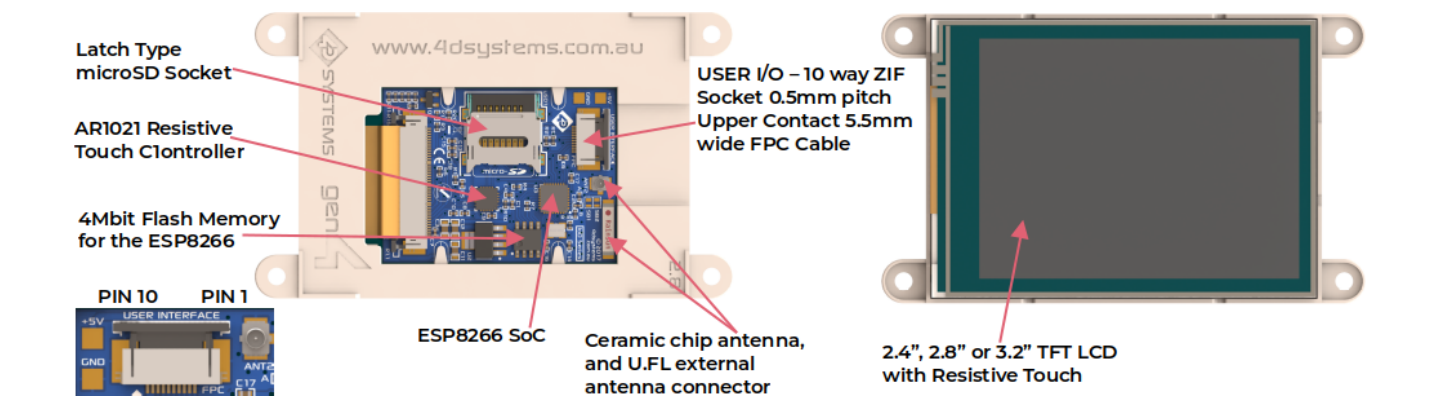 Latch Type
microSD Socket
www.4dsystems.com.au
SYSTEMS
gen4
2.8
USER I/O – 10 way ZIF
Socket 0.5mm pitch
Upper Contact 5.5mm
wide FPC Cable
AR1021 Resistive
Touch C1ontroller
4Mbit Flash Memory
for the ESP8266
PIN 10 PIN 1
USER INTERFACE
+5V
GND
ANT2
FPC
C17
ESP8266 SoC
Ceramic chip antenna,
and U.FL external
antenna connector
2.4”, 2.8” or 3.2” TFT LCD
with Resistive Touch